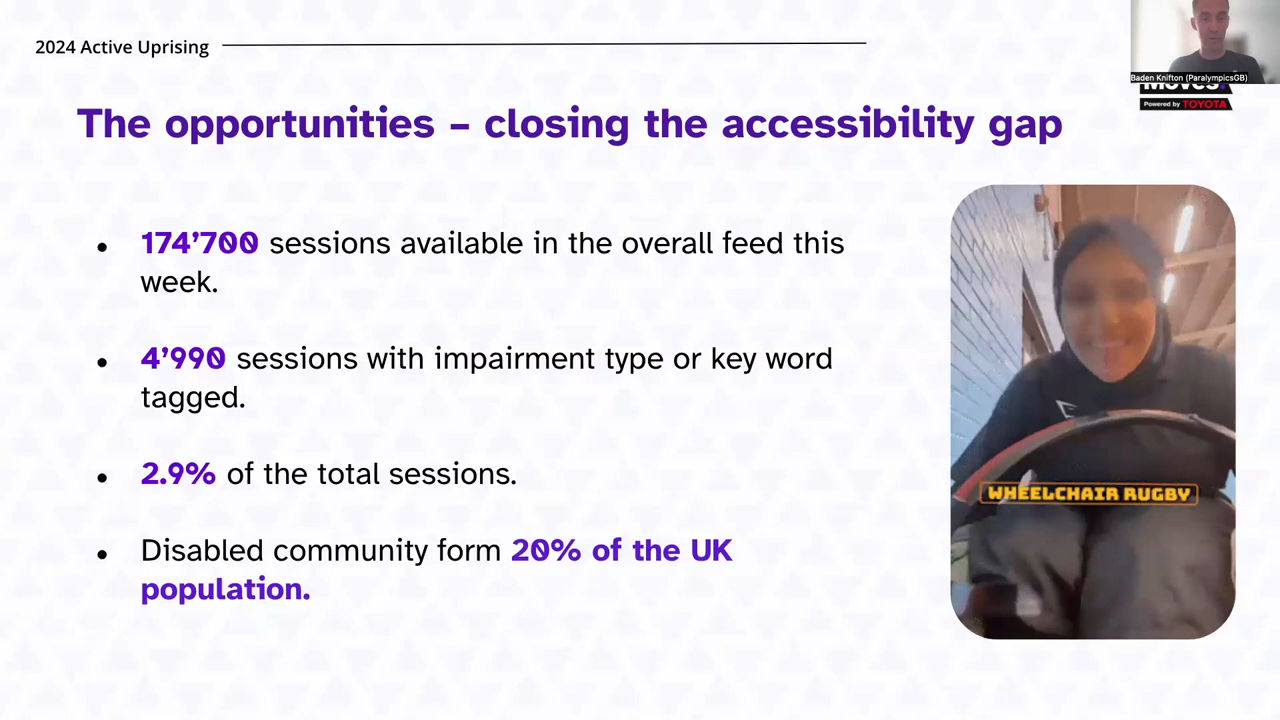 2024 Active Uprising
Baden Knifton (ParalympicsGB)
Moves.
Powered by TOYOTA
The opportunities – closing the accessibility gap
• 174’700 sessions available in the overall feed this
week.
• 4’990 sessions with impairment type or key word
tagged.
• 2.9% of the total sessions.
• Disabled community form 20% of the UK
population.
WHEELCHAIR RUGBY